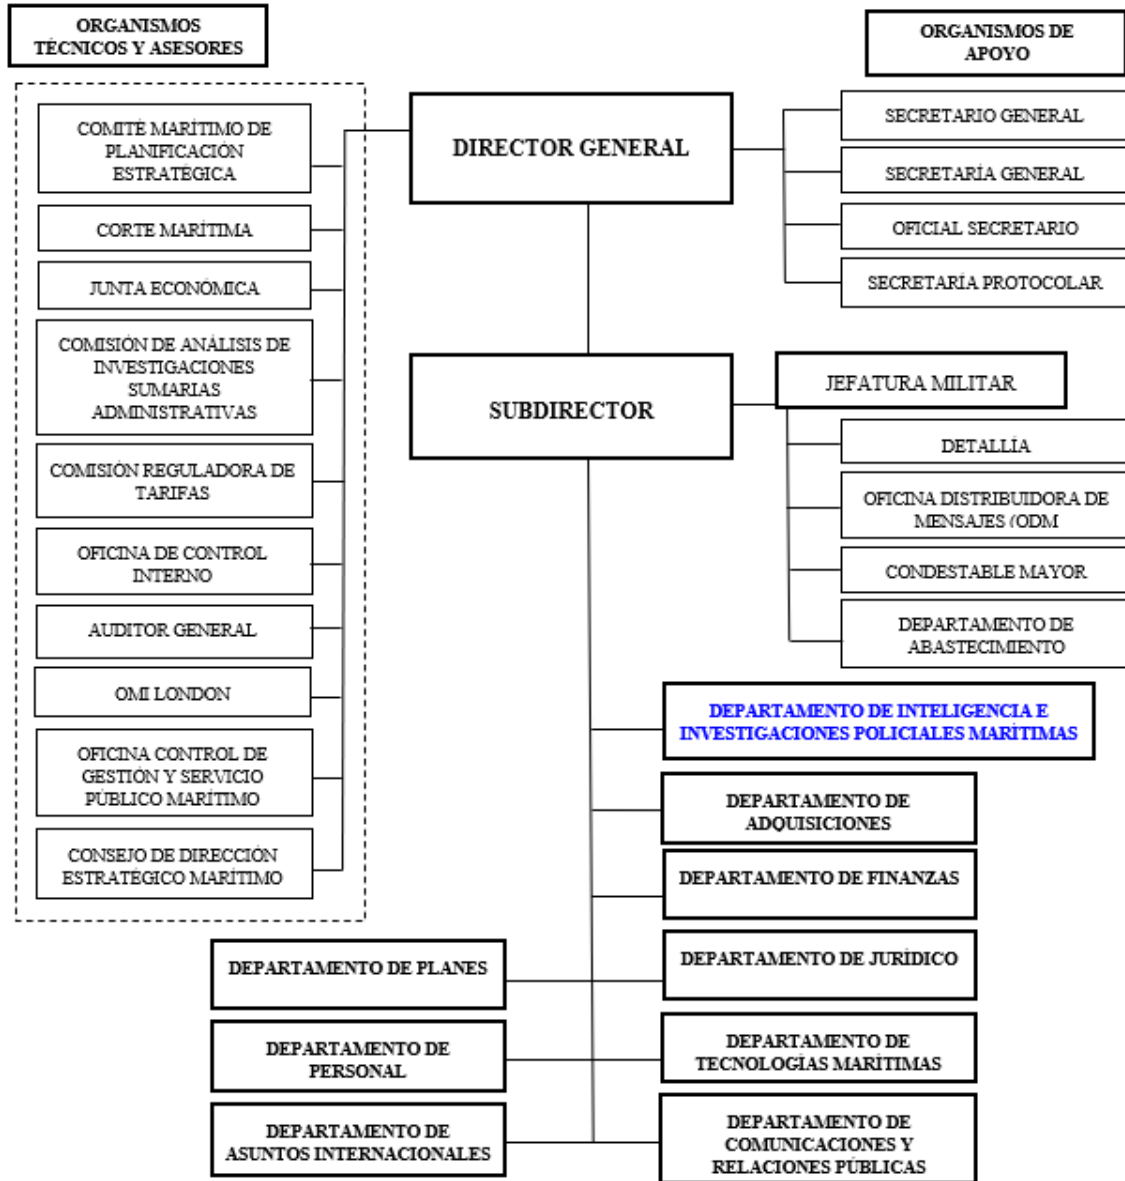 ORGANISMOS
TÉCNICOS Y ASESORES
ORGANISMOS DE
APOYO
COMITÉ MARÍTIMO DE
PLANIFICACIÓN
ESTRATÉGICA
CORTE MARÍTIMA
JUNTA ECONÓMICA
COMISIÓN DE ANÁLISIS DE
INVESTIGACIONES
SUMARIAS
ADMINISTRATIVAS
COMISIÓN REGULADORA DE
TARIFAS
OFICINA DE CONTROL
INTERNO
AUDITOR GENERAL
OMI LONDON
OFICINA CONTROL DE
GESTIÓN Y SERVICIO
PÚBLICO MARÍTIMO
CONSEJO DE DIRECCIÓN
ESTRATÉGICO MARÍTIMO
DIRECTOR GENERAL
SECRETARIO GENERAL
SECRETARÍA GENERAL
OFICIAL SECRETARIO
SECRETARÍA PROTOCOLAR
SUBDIRECTOR
JEFATURA MILITAR
DETALLÍA
OFICINA DISTRIBUIDORA DE
MENSAJES (ODM
CONDESTABLE MAYOR
DEPARTAMENTO DE
ABASTECIMIENTO
DEPARTAMENTO DE INTELIGENCIA E
INVESTIGACIONES POLICIALES MARÍTIMAS
DEPARTAMENTO DE
ADQUISICIONES
DEPARTAMENTO DE FINANZAS
DEPARTAMENTO DE PLANES
DEPARTAMENTO DE JURÍDICO
DEPARTAMENTO DE
PERSONAL
DEPARTAMENTO DE
TECNOLOGÍAS MARÍTIMAS
DEPARTAMENTO DE
ASUNTOS INTERNACIONALES
DEPARTAMENTO DE
COMUNICACIONES Y
RELACIONES PÚBLICAS